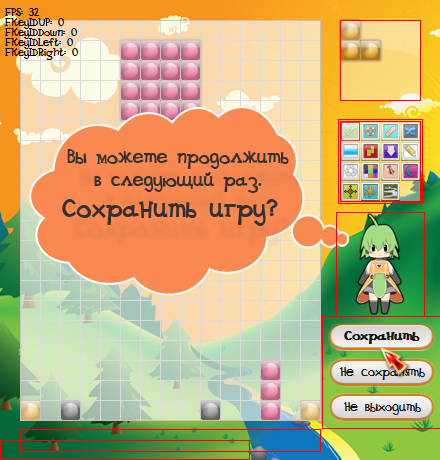 FPS: 32
FKeyIDUP: 0
FKeyIDDown: 0
FKeyIDLeft: 0
FKeyIDRight: 0
Вы можете продолжить
в следующий раз.
Сохранить игру?
Сохранить
Не сохранять
Не выходить